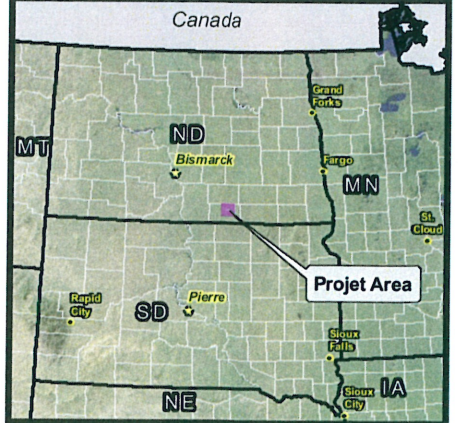 Canada
Grand
Forks
MT
ND
Bismarck
Fargo
MN
St.
Cloud
Projet Area
Rapid
City
SD
Pierre
Sioux
Falls
NE
Sioux
City
IA